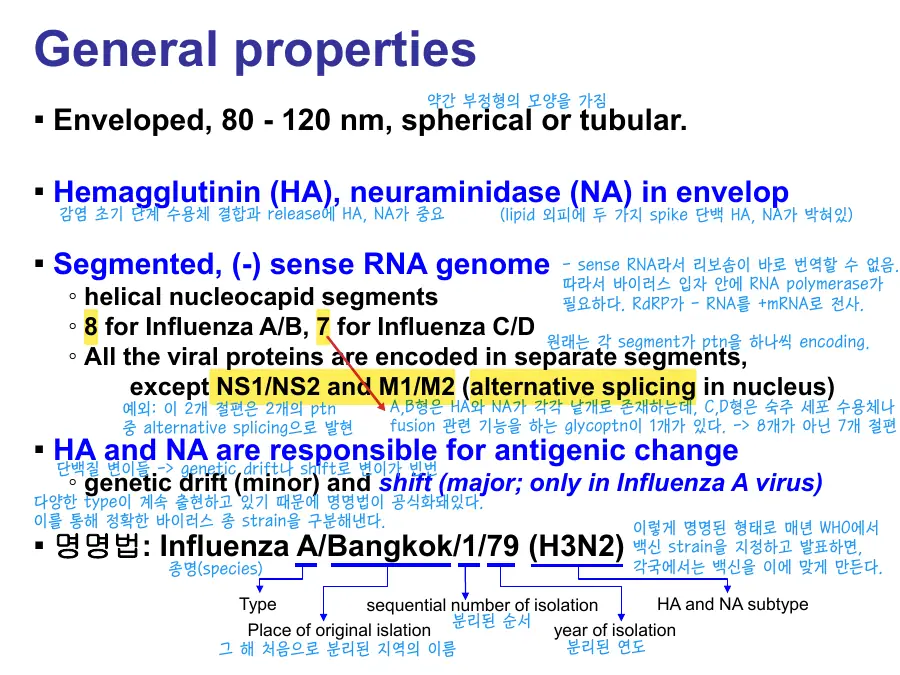 General properties
약간 부정형의 모양을 가짐
▪ Enveloped, 80 - 120 nm, spherical or tubular.
▪ Hemagglutinin (HA), neuraminidase (NA) in envelop
감염 초기 단계 수용체 결합과 release에 HA, NA가 중요
(lipid 외피에 두 가지 spike 단백 HA, NA가 박혀있)
▪ Segmented, (-) sense RNA genome
- sense RNA라서 리보솜이 바로 번역할 수 없음.
따라서 바이러스 입자 안에 RNA polymerase가
필요하다. RdRP가 - RNA를 +mRNA로 전사.
◦ helical nucleocapid segments
◦ 8 for Influenza A/B, 7 for Influenza C/D
원래는 각 segment가 ptn을 하나씩 encoding.
◦ All the viral proteins are encoded in separate segments,
except NS1/NS2 and M1/M2 (alternative splicing in nucleus)
예외: 이 2개 절편은 2개의 ptn
중 alternative splicing으로 발현
A,B형은 HA와 NA가 각각 낱개로 존재하는데, C,D형은 숙주 세포 수용체나
fusion 관련 기능을 하는 glycoptn이 1개가 있다. -> 8개가 아닌 7개 절편
▪ HA and NA are responsible for antigenic change
단백질 변이들 -> genetic drift나 shift로 변이가 빈번
◦ genetic drift (minor) and shift (major; only in Influenza A virus)
다양한 type이 계속 출현하고 있기 때문에 명명법이 공식화돼있다.
이를 통해 정확한 바이러스 종 strain을 구분해낸다.
▪ 명명법: Influenza A/Bangkok/1/79 (H3N2)
종명(species)
이렇게 명명된 형태로 매년 WHO에서
백신 strain을 지정하고 발표하면,
각국에서는 백신을 이에 맞게 만든다.
Type
sequential number of isolation
HA and NA subtype
분리된 순서
Place of original islation
year of isolation
그 해 처음으로 분리된 지역의 이름
분리된 연도